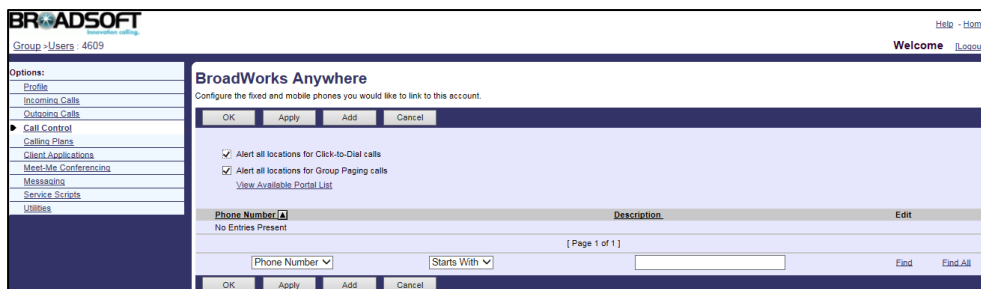 BROADSOFT
innovation calling.
Help - Hom
Group >Users : 4609
Welcome [Logou
Options:
Profile
Incoming Calls
Outgoing Calls
Call Control
Calling Plans
Client Applications
Meet-Me Conferencing
Messaging
Service Scripts
Utilities
BroadWorks Anywhere
Configure the fixed and mobile phones you would like to link to this account.
OK Apply Add Cancel
Alert all locations for Click-to-Dial calls
Alert all locations for Group Paging calls
View Available Portal List
Phone Number Description Edit
No Entries Present
[ Page 1 of 1 ]
Phone Number Starts With Find Find All
OK Apply Add Cancel